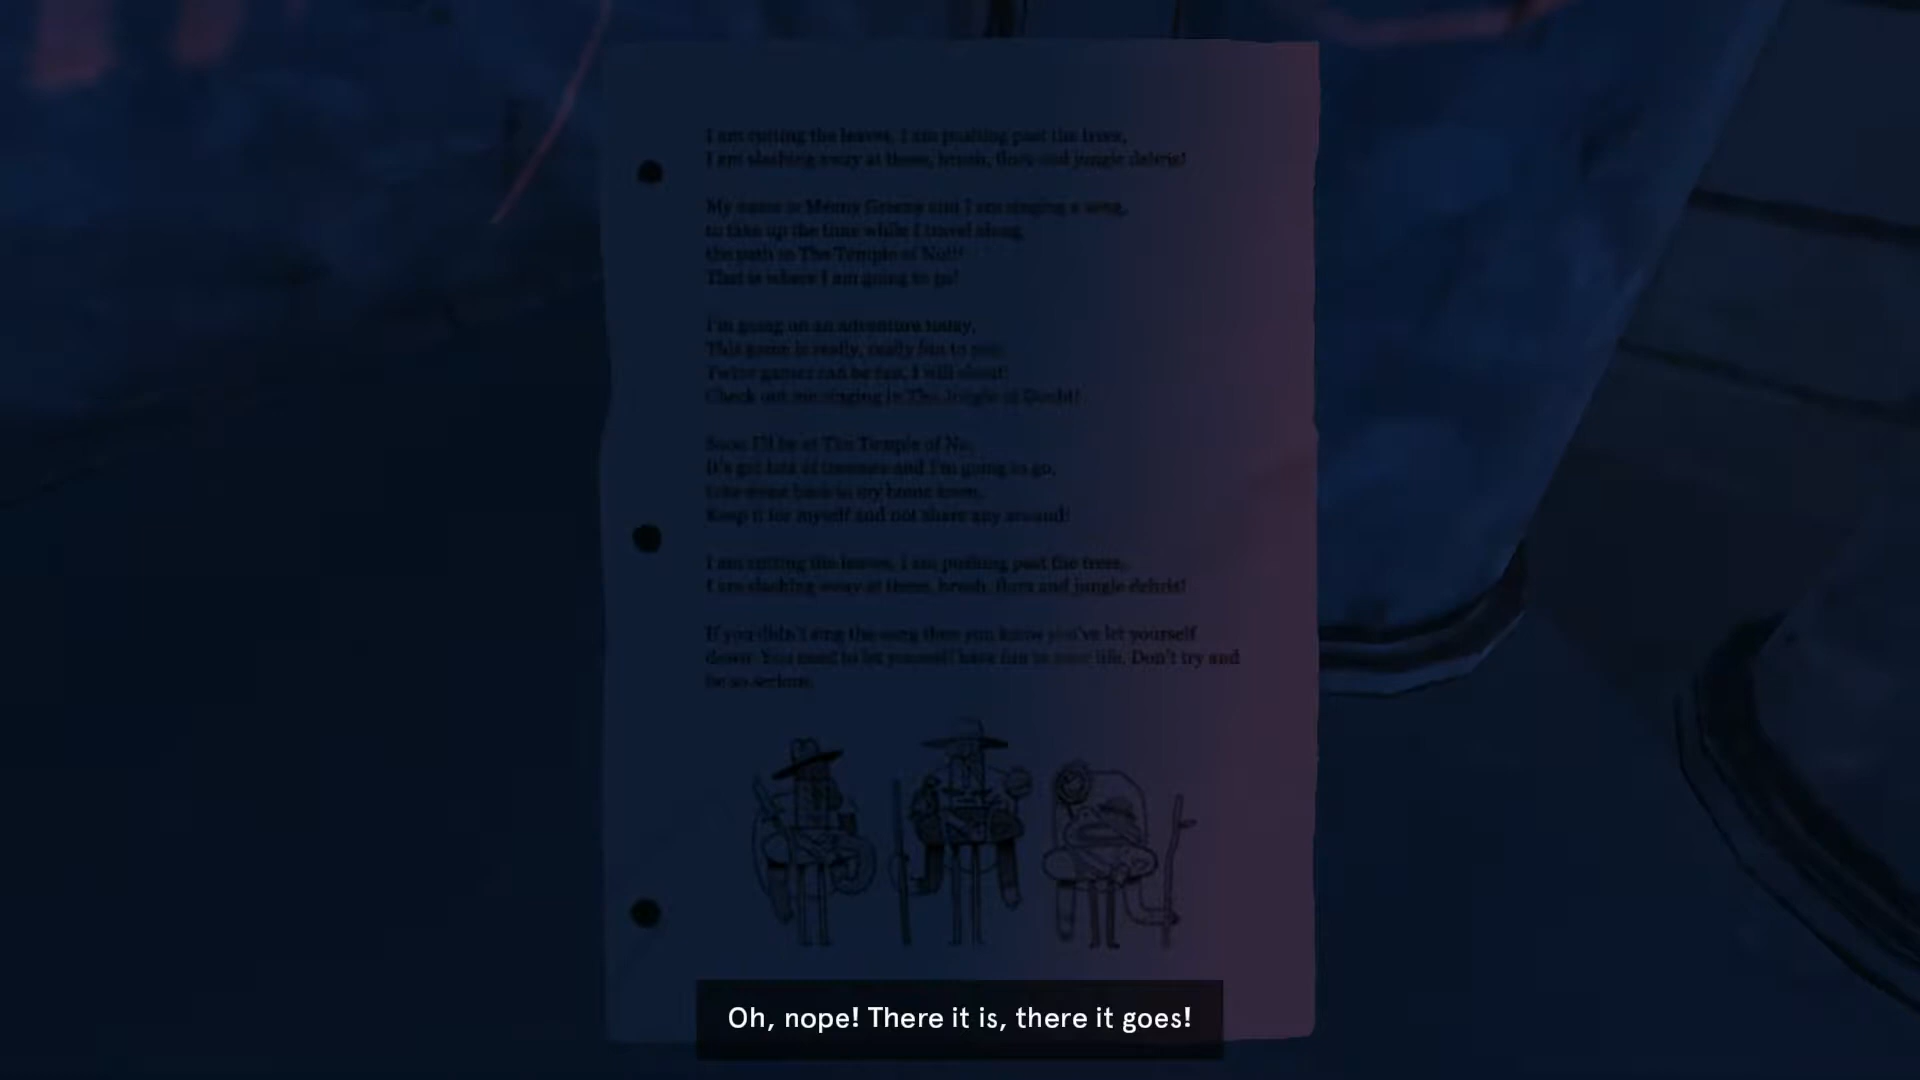 I am cutting the leaves, I am pushing past the trees,
I am slashing away at these, brush, flora and jungle debris!
My name is Menny Greeny and I am singing a song,
to take up the time while I travel along
the path to The Temple of No!!!
That is where I am going to go!
I'm going on an adventure today,
This game is really, really fun to
games can be fun, I will shout!
Check out me singing in The Jungle of Doubt!
Soon I'll be at The Temple of No,
It's got lots of treasure and I'm going to go,
take some back to my home town,
Keep it for myself and not share any around!
I am cutting the leaves, I am pushing past the trees,
I am slashing away at these, brush, flora and jungle debris!
If you didn't sing the song then you know you've let yourself
down. You need to let yourself have fun in your life. Don't try and
be so serious.
Oh, nope! There it is, there it goes!